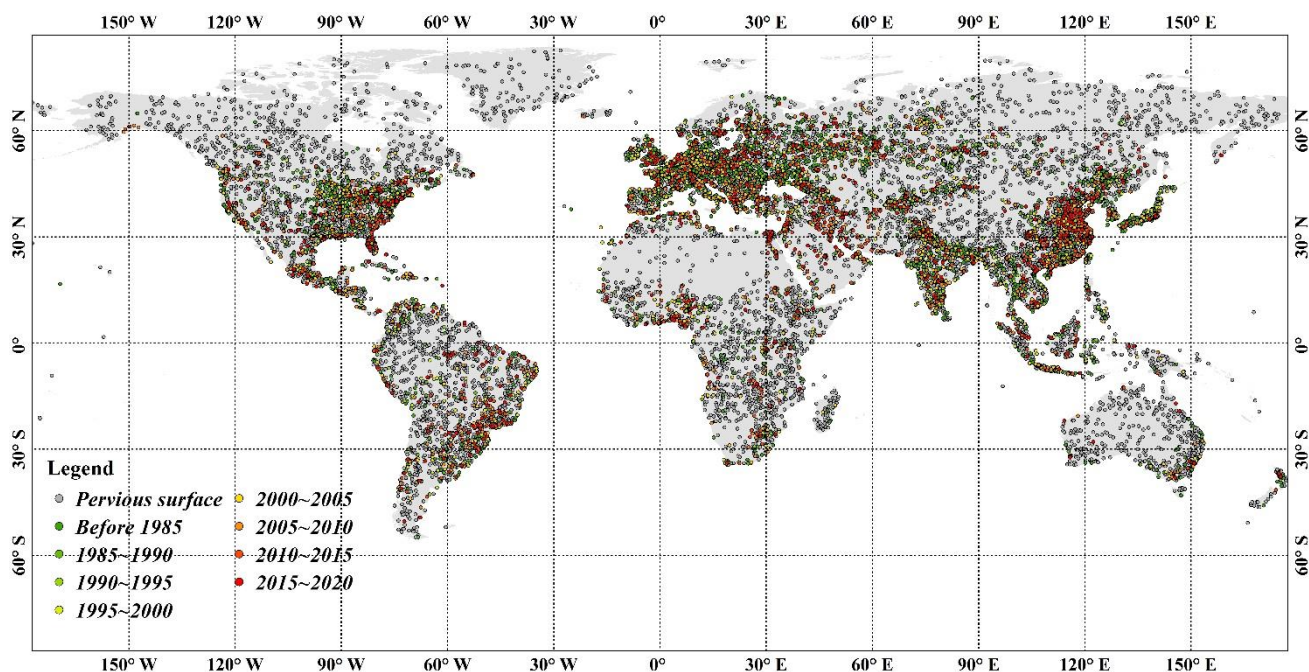 150° W 120° W 90° W 60° W 30° W 0° 30° E 60° E 90° E 120° E 150° E
60° N 60° N
30° N 30° N
0° 0°
30° S 30° S
60° S 60° S
Legend
Pervious surface 2000~2005
Before 1985 2005~2010
1985~1990 2010~2015
1990~1995 2015~2020
1995~2000
150° W 120° W 90° W 60° W 30° W 0° 30° E 60° E 90° E 120° E 150° E